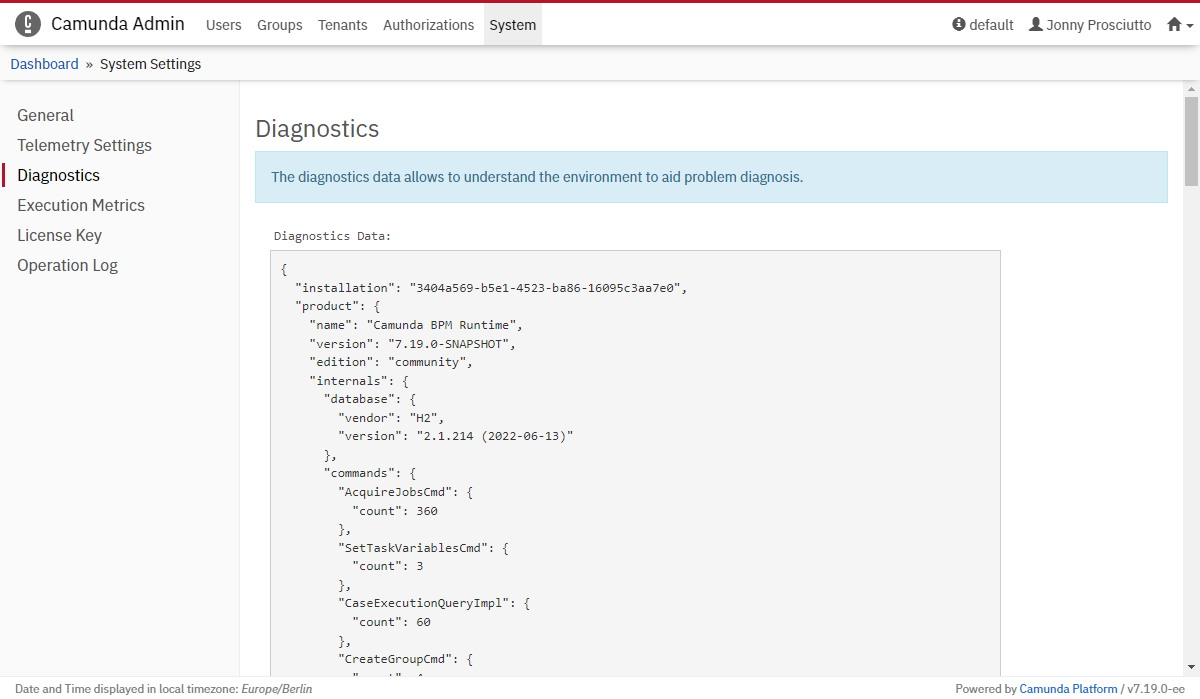 Camunda Admin Users Groups Tenants Authorizations System default Jonny Prosciutto
Dashboard » System Settings
General
Telemetry Settings
Diagnostics
Execution Metrics
License Key
Operation Log
Diagnostics
The diagnostics data allows to understand the environment to aid problem diagnosis.
Diagnostics Data:
{
"installation": "3404a569-b5e1-4523-ba86-16095c3aa7e0",
"product": {
"name": "Camunda BPM Runtime",
"version": "7.19.0-SNAPSHOT",
"edition": "community",
"internals": {
"database": {
"vendor": "H2",
"version": "2.1.214 (2022-06-13)"
},
"commands": {
"AcquireJobsCmd": {
"count": 360
},
"SetTaskVariablesCmd": {
"count": 3
},
"CaseExecutionQueryImpl": {
"count": 60
},
"CreateGroupCmd": {
Date and Time displayed in local timezone: Europe/Berlin
Powered by Camunda Platform / v7.19.0-ee